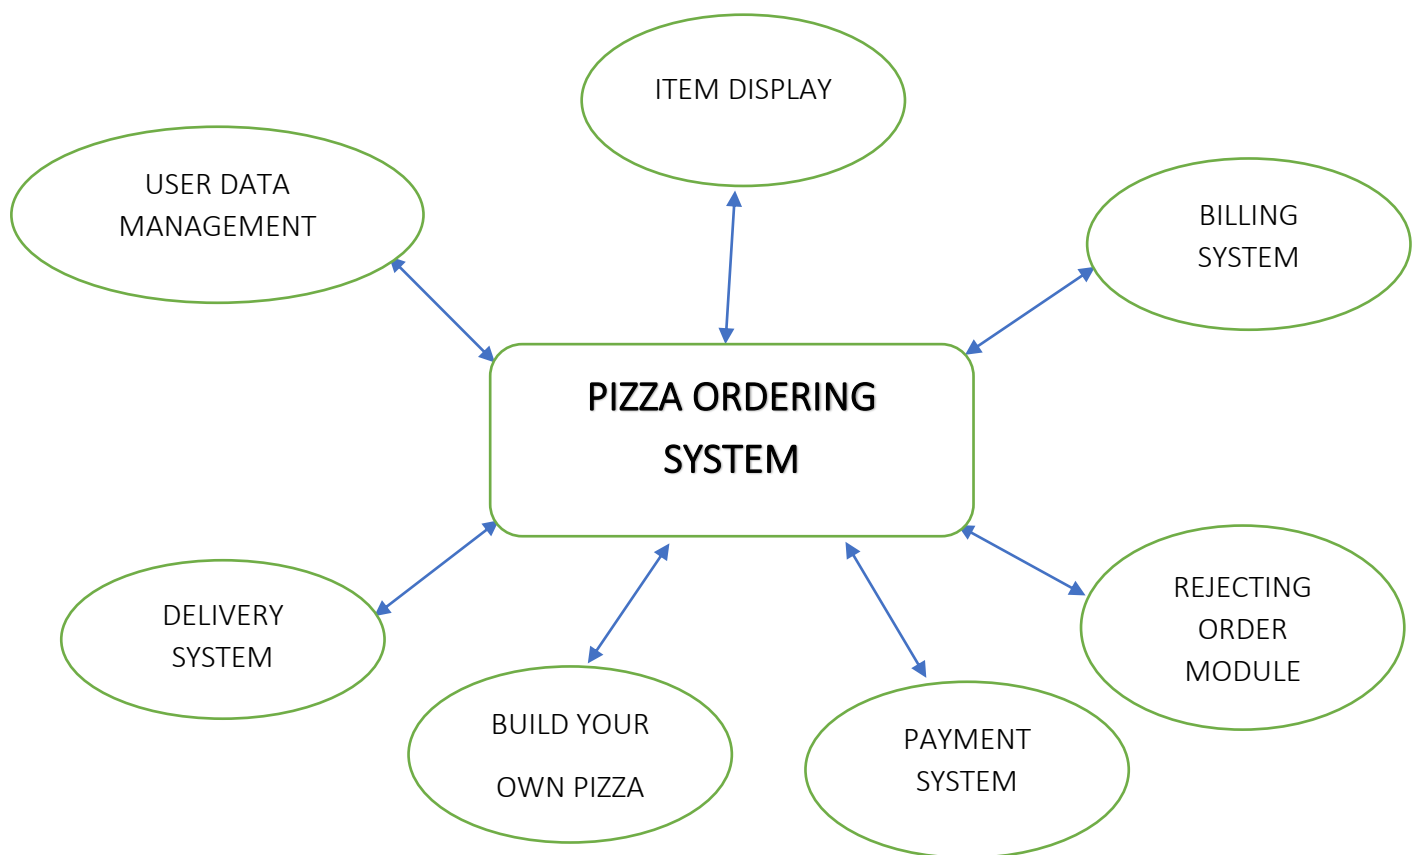 ITEM DISPLAY
USER DATA
MANAGEMENT
BILLING
SYSTEM
PIZZA ORDERING
SYSTEM
DELIVERY
SYSTEM
BUILD YOUR
OWN PIZZA
PAYMENT
SYSTEM
REJECTING
ORDER
MODULE